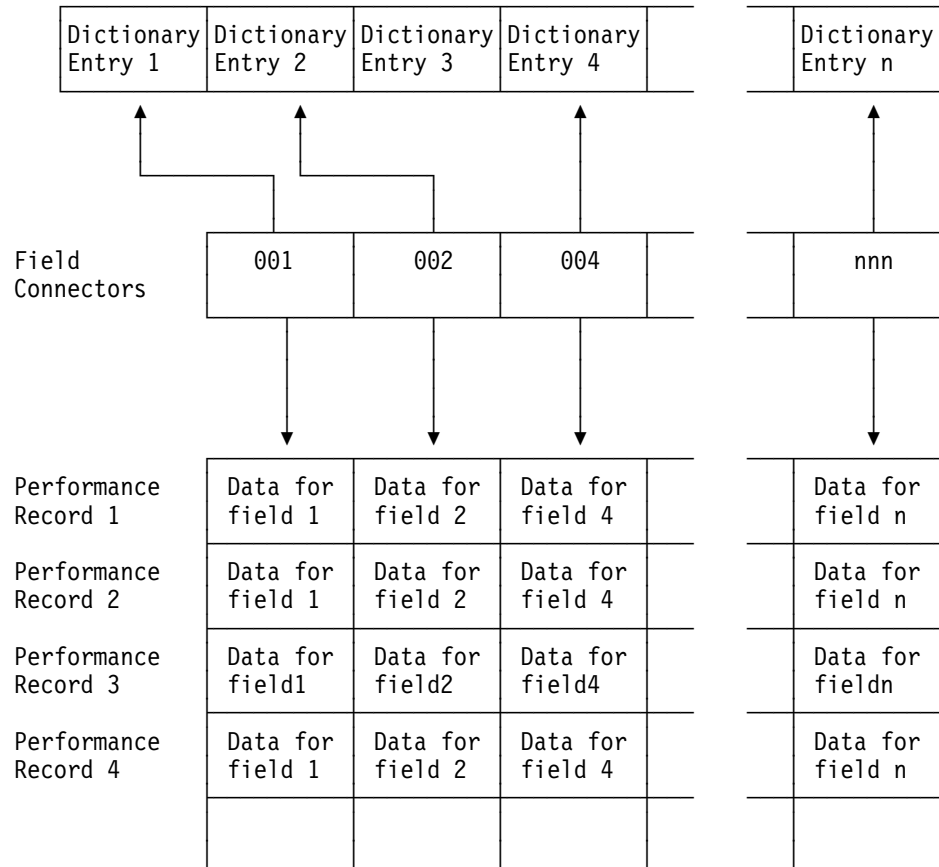 Dictionary Dictionary Dictionary Dictionary Dictionary
Entry 1 Entry 2 Entry 3 Entry 4 Entry n
Field 001 002 004 nnn
Connectors
Performance Data for Data for Data for Data for
Record 1 field 1 field 2 field 4 field n
Performance Data for Data for Data for Data for
Record 2 field 1 field 2 field 4 field n
Performance Data for Data for Data for Data for
Record 3 field1 field2 field4 fieldn
Performance Data for Data for Data for Data for
Record 4 field 1 field 2 field 4 field n